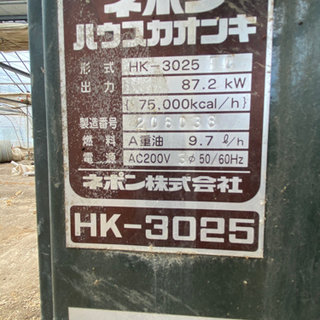 ネポン
ハウスカオンキ
形式 HK-3025
出力 87.2 kW
[75.000kcal/h]
製造番号 208038
燃料 A重油 9.7 ℓ/h
電源 AC200V 3φ50/60Hz
ネポン株式会社
HK-3025